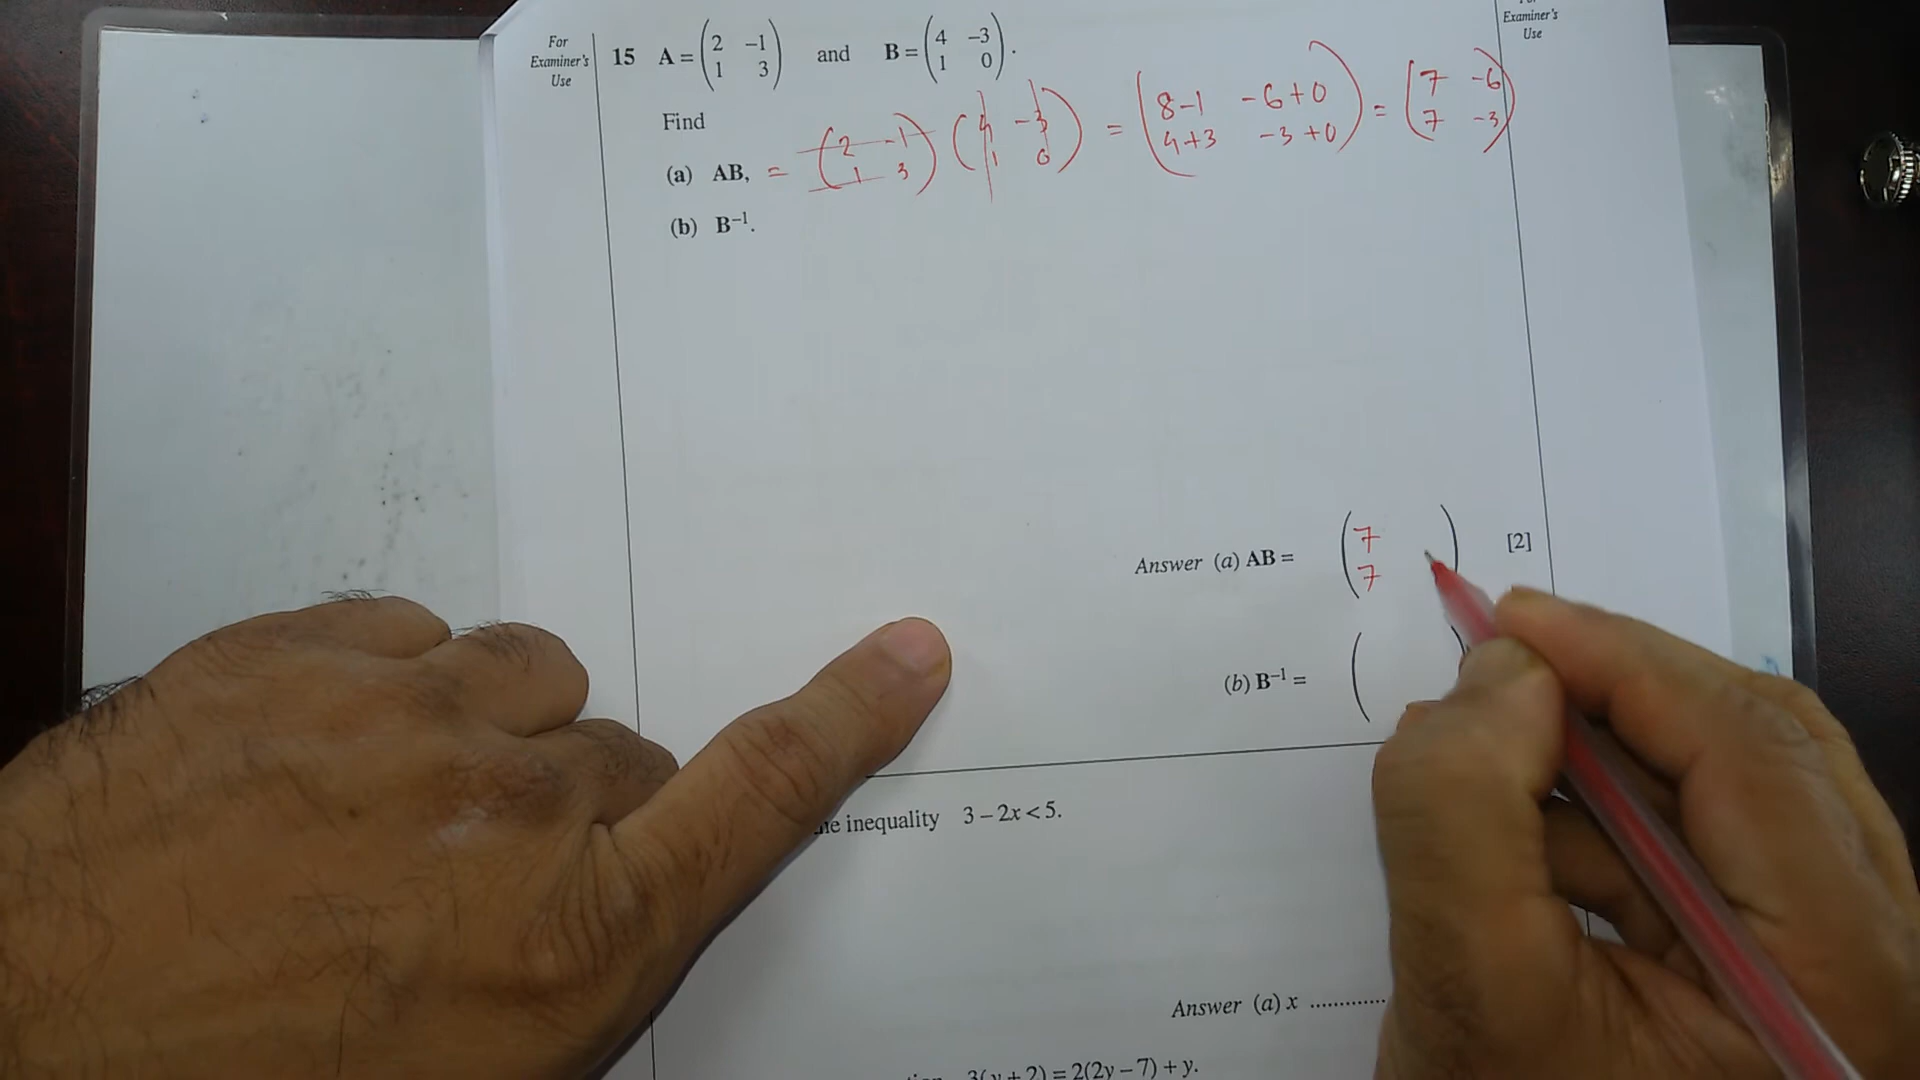 For
Examiner's
Use
Examiner's
Use
15 A = (2 –1 1 3) and B = (4 –3 1 0).
Find
(a) AB, = (2 -1 1 3) (4 -3 1 0) = (8-1 -6+0 4+3 -3+0) = (7 -6 7 -3)
(b) B⁻¹.
Answer (a) AB = (7 7) [2]
(b) B⁻¹ = (
inequality 3 – 2x < 5.
Answer (a) x .............
3(y + 2) = 2(2y – 7) + y.